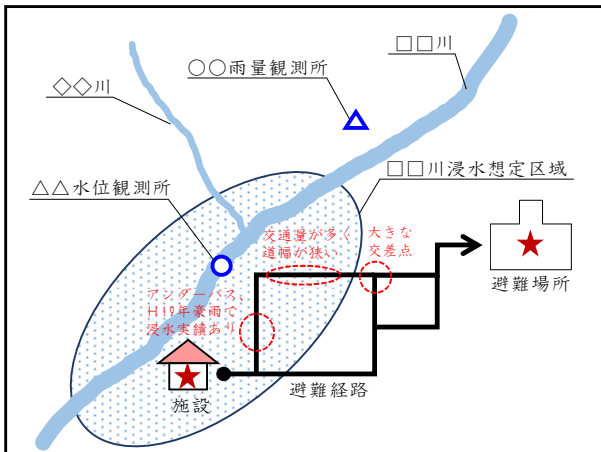 □□川
○○雨量観測所
◇◇川
□□川浸水想定区域
△△水位観測所
交通量が多く
道幅が狭い
大きな
交差点
避難場所
アンダーパス、
H19年豪雨で
浸水実績あり
避難経路
施設